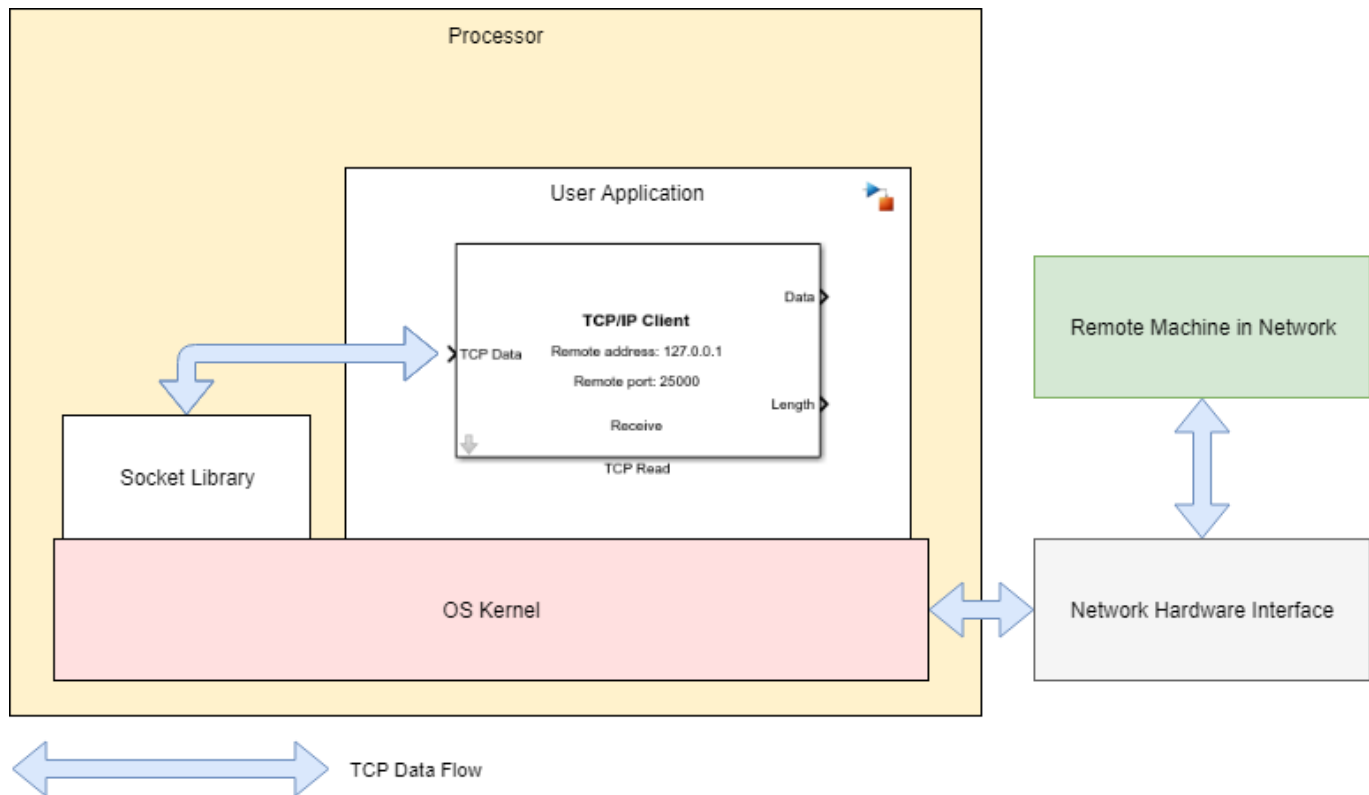 Processor
User Application
TCP/IP Client
Remote address: 127.0.0.1
Remote port: 25000
Receive
TCP Data
Data
Length
TCP Read
Socket Library
OS Kernel
Remote Machine in Network
Network Hardware Interface
TCP Data Flow